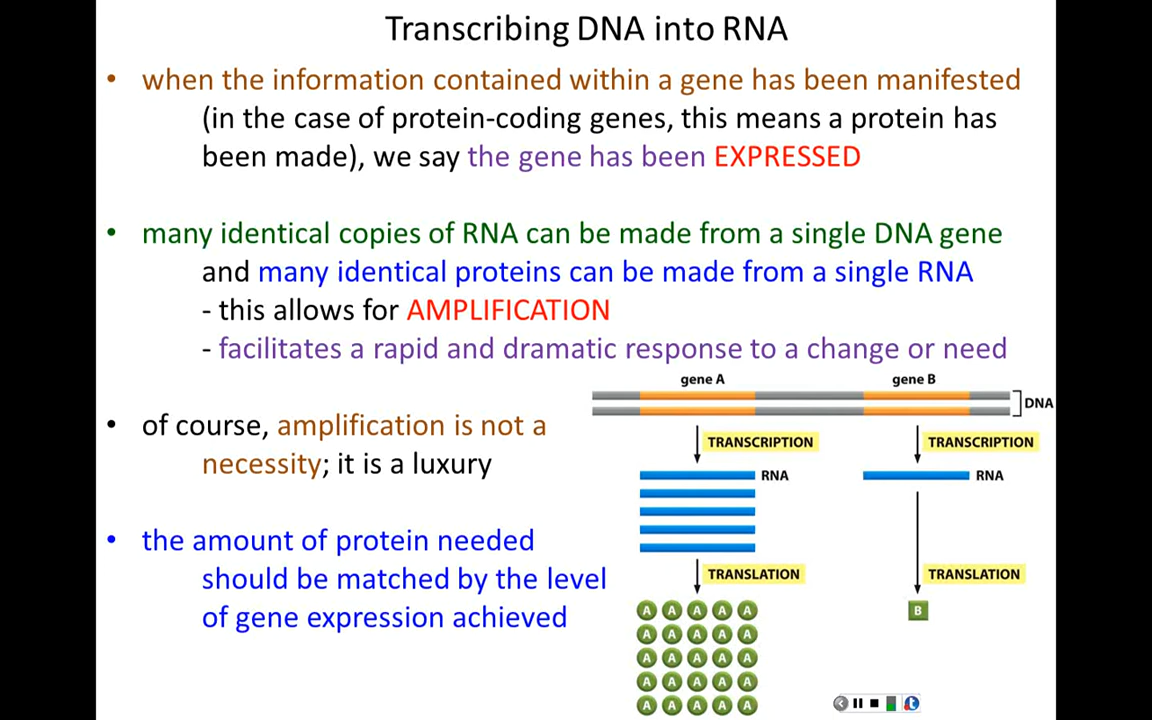 Transcribing DNA into RNA
• when the information contained within a gene has been manifested
(in the case of protein-coding genes, this means a protein has
been made), we say the gene has been EXPRESSED
• many identical copies of RNA can be made from a single DNA gene
and many identical proteins can be made from a single RNA
- this allows for AMPLIFICATION
- facilitates a rapid and dramatic response to a change or need
• of course, amplification is not a
necessity; it is a luxury
• the amount of protein needed
should be matched by the level
of gene expression achieved
gene A gene B
DNA
TRANSCRIPTION TRANSCRIPTION
RNA RNA
TRANSLATION TRANSLATION
A A A A A B
A A A A A
A A A A A
A A A A A
A A A A A
t